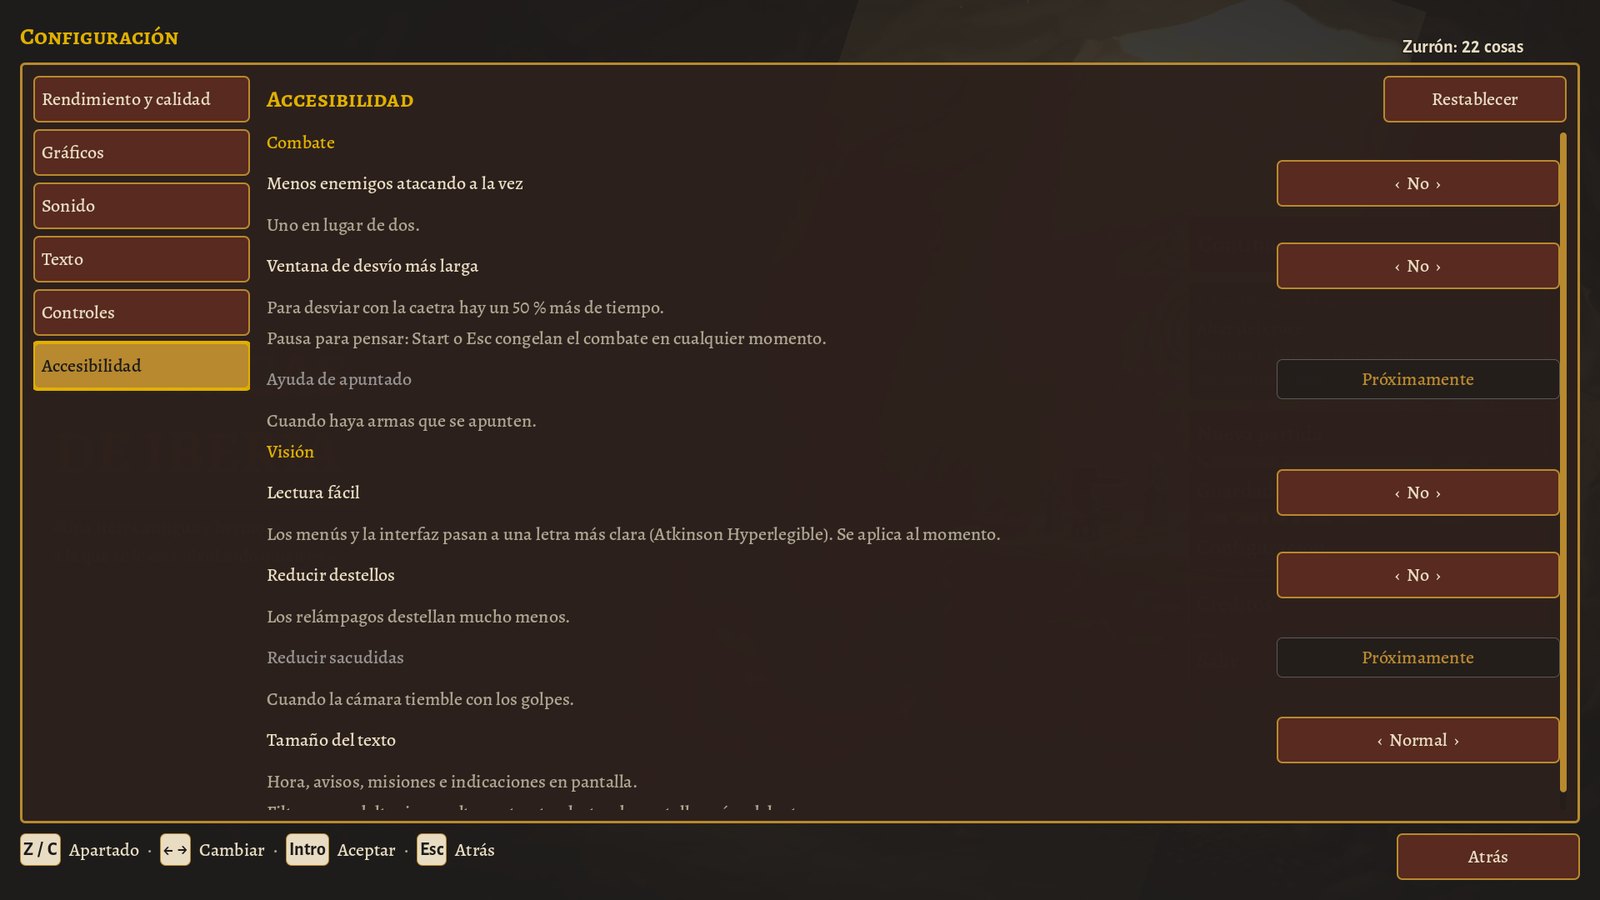 Configuración
Zurrón: 22 cosas
Rendimiento y calidad
Gráficos
Sonido
Texto
Controles
Accesibilidad
Accesibilidad
Restablecer
Combate
Menos enemigos atacando a la vez
‹ No ›
Uno en lugar de dos.
Ventana de desvío más larga
‹ No ›
Para desviar con la caetra hay un 50 % más de tiempo.
Pausa para pensar: Start o Esc congelan el combate en cualquier momento.
Ayuda de apuntado
Próximamente
Cuando haya armas que se apunten.
Visión
Lectura fácil
‹ No ›
Los menús y la interfaz pasan a una letra más clara (Atkinson Hyperlegible). Se aplica al momento.
Reducir destellos
‹ No ›
Los relámpagos destellan mucho menos.
Reducir sacudidas
Próximamente
Cuando la cámara tiemble con los golpes.
Tamaño del texto
‹ Normal ›
Hora, avisos, misiones e indicaciones en pantalla.
Z / C Apartado · ← → Cambiar · Intro Aceptar · Esc Atrás
Atrás